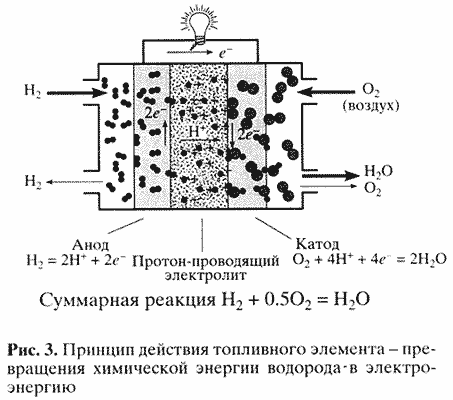 e⁻
H₂
O₂
(воздух)
2e⁻
H⁺
2e⁻
H₂
H₂O
O₂
Анод
H₂ = 2H⁺ + 2e⁻
Протон-проводящий
электролит
Катод
O₂ + 4H⁺ + 4e⁻ = 2H₂O
Суммарная реакция H₂ + 0.5O₂ = H₂O
Рис. 3. Принцип действия топливного элемента – пре-
вращения химической энергии водорода в электро-
энергию